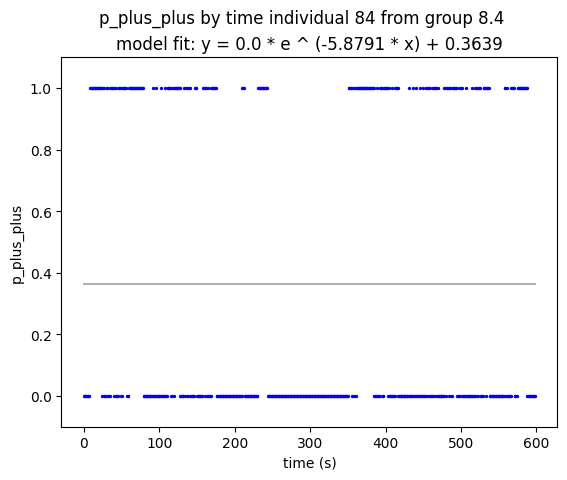 p_plus_plus by time individual 84 from group 8.4
model fit: y = 0.0 * e ^ (-5.8791 * x) + 0.3639
1.0
0.8
0.6
0.4
0.2
0.0
p_plus_plus
0 100 200 300 400 500 600
time (s)